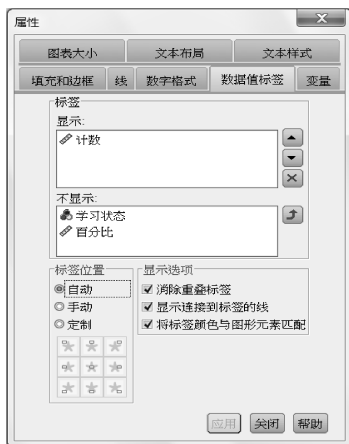 属性
图表大小 文本布局 文本样式
填充和边框 线 数字格式 数据值标签 变量
标签
显示:
计数
不显示:
学习状态
百分比
标签位置 显示选项
自动 消除重叠标签
手动 显示连接到标签的线
定制 将标签颜色与图形元素匹配
应用 关闭 帮助